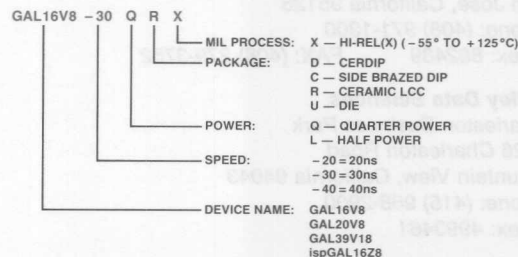 GAL16V8 -30 Q R X
MIL PROCESS: X — HI-REL(X) (-55° TO +125°C)
PACKAGE: D — CERDIP
C — SIDE BRAZED DIP
R — CERAMIC LCC
U — DIE
POWER: Q — QUARTER POWER
L — HALF POWER
SPEED: -20=20ns
-30=30ns
-40=40ns
DEVICE NAME: GAL16V8
GAL20V8
GAL39V18
ispGAL16Z8